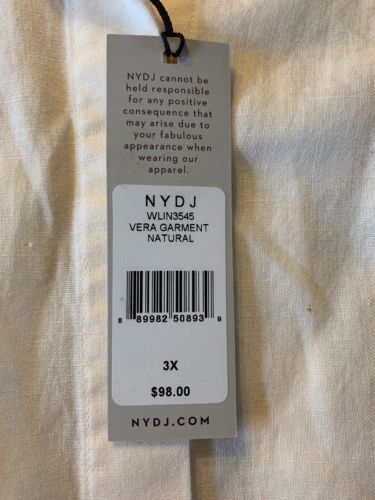 NYDJ cannot be
held responsible
for any positive
consequence that
may arise due to
your fabulous
appearance when
wearing our
apparel.
NYDJ
WLIN3545
VERA GARMENT
NATURAL
8 89982 50893 9
3X
$98.00
NYDJ.COM